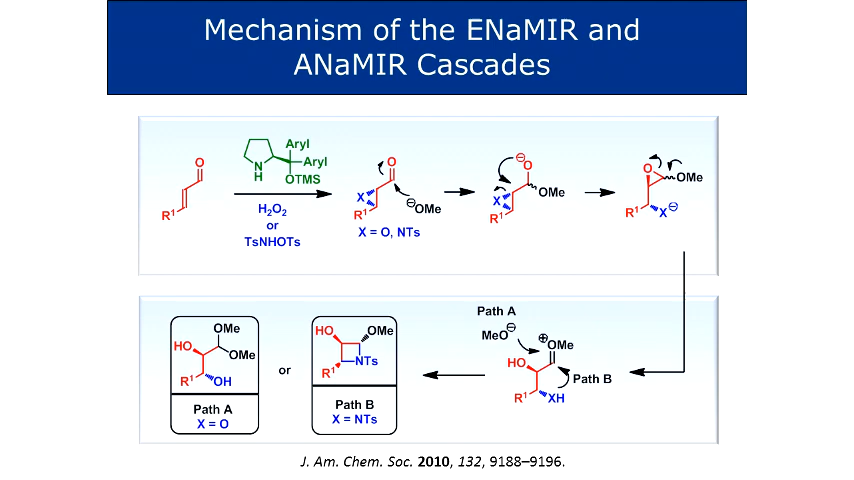 Mechanism of the ENaMIR and
ANaMIR Cascades
O
R¹
N
H
Aryl
Aryl
OTMS
H₂O₂
or
TsNHOTs
O
X
R¹
⊖OMe
X = O, NTs
⊖
O
OMe
X
R¹
O
OMe
R¹
X⊖
Path A
MeO⊖
⊕
OMe
HO
Path B
R¹
XH
OMe
HO
OMe
R¹
OH
Path A
X = O
or
HO
OMe
NTs
R¹
Path B
X = NTs
J. Am. Chem. Soc. 2010, 132, 9188–9196.